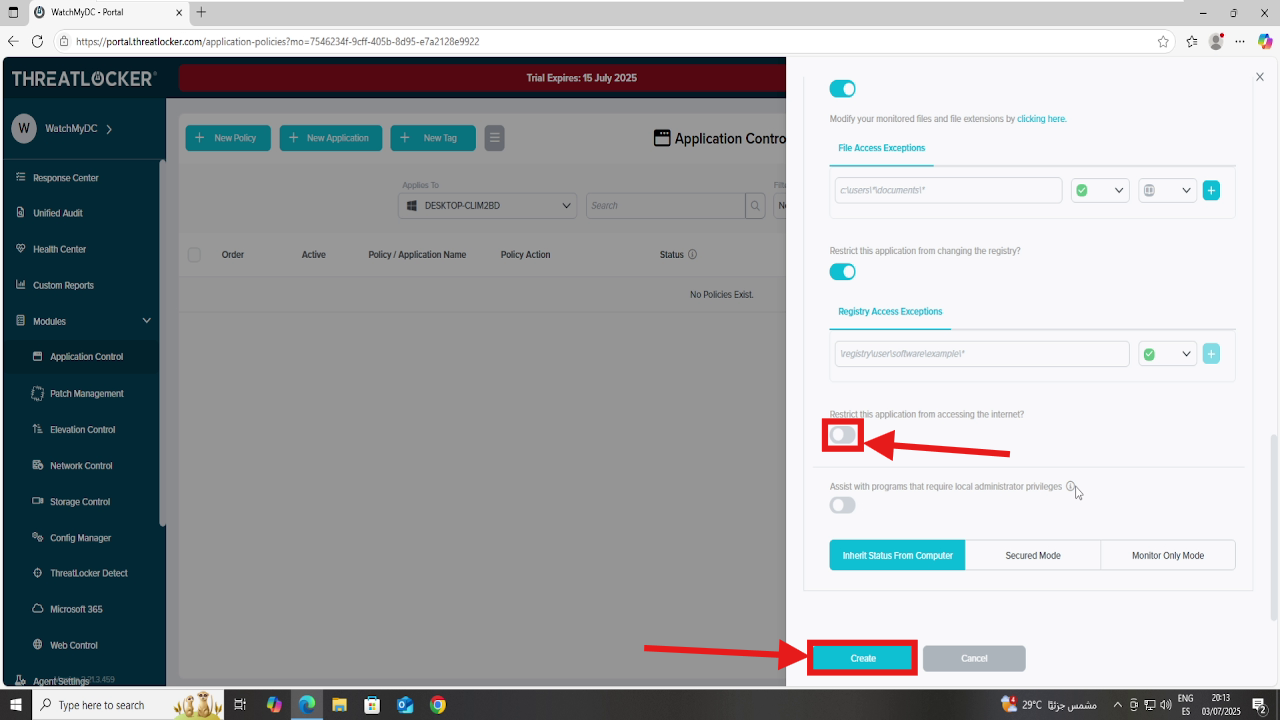 WatchMyDC - Portal
https://portal.threatlocker.com/application-policies?mo=7546234f-9cff-405b-8d95-e7a2128e9922
THREATLOCKER
Trial Expires: 15 July 2025
W WatchMyDC
Response Center
Unified Audit
Health Center
Custom Reports
Modules
Application Control
Patch Management
Elevation Control
Network Control
Storage Control
Config Manager
ThreatLocker Detect
Microsoft 365
Web Control
Agent Settings
New Policy
New Application
New Tag
Application Contro
Applies To
DESKTOP-CLIM2BD
Search
Order
Active
Policy / Application Name
Policy Action
Status
No Policies Exist.
Modify your monitored files and file extensions by clicking here.
File Access Exceptions
c:\users\*\documents\*
Restrict this application from changing the registry?
Registry Access Exceptions
\registry\user\software\example\*
Restrict this application from accessing the internet?
Assist with programs that require local administrator privileges
Inherit Status From Computer
Secured Mode
Monitor Only Mode
Create
Cancel
Type here to search
29°C مشمس غالبًا
ENG
ES
20:13
03/07/2025